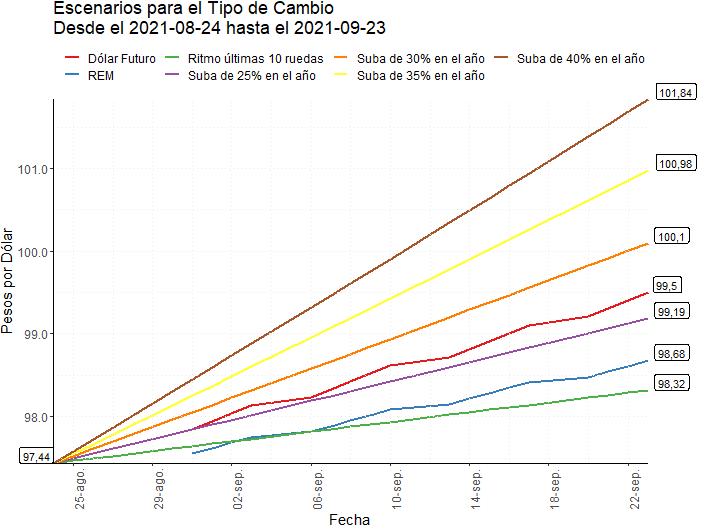 Escenarios para el Tipo de Cambio
Desde el 2021-08-24 hasta el 2021-09-23
Dólar Futuro
Ritmo últimas 10 ruedas
Suba de 30% en el año
Suba de 40% en el año
REM
Suba de 25% en el año
Suba de 35% en el año
Pesos por Dólar
101.0
100.0
99.0
98.0
97,44
101,84
100,98
100,1
99,5
99,19
98,68
98,32
25-ago.
29-ago.
02-sep.
06-sep.
10-sep.
14-sep.
18-sep.
22-sep.
Fecha